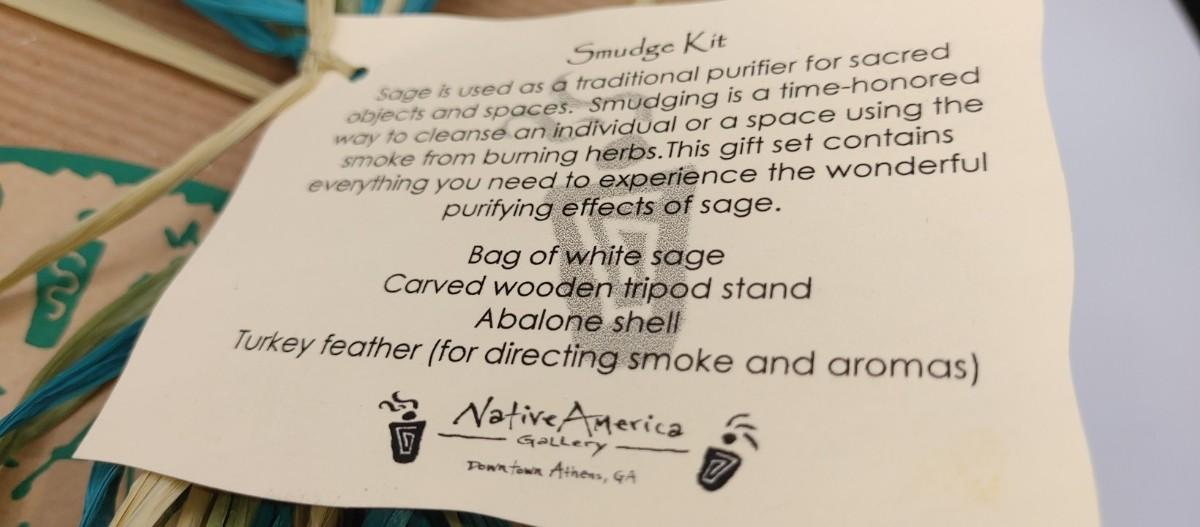 Smudge Kit
Sage is used as a traditional purifier for sacred
objects and spaces. Smudging is a time-honored
way to cleanse an individual or a space using the
smoke from burning herbs. This gift set contains
everything you need to experience the wonderful
purifying effects of sage.
Bag of white sage
Carved wooden tripod stand
Abalone shell
Turkey feather (for directing smoke and aromas)
Native America
Gallery
Downtown Athens, GA